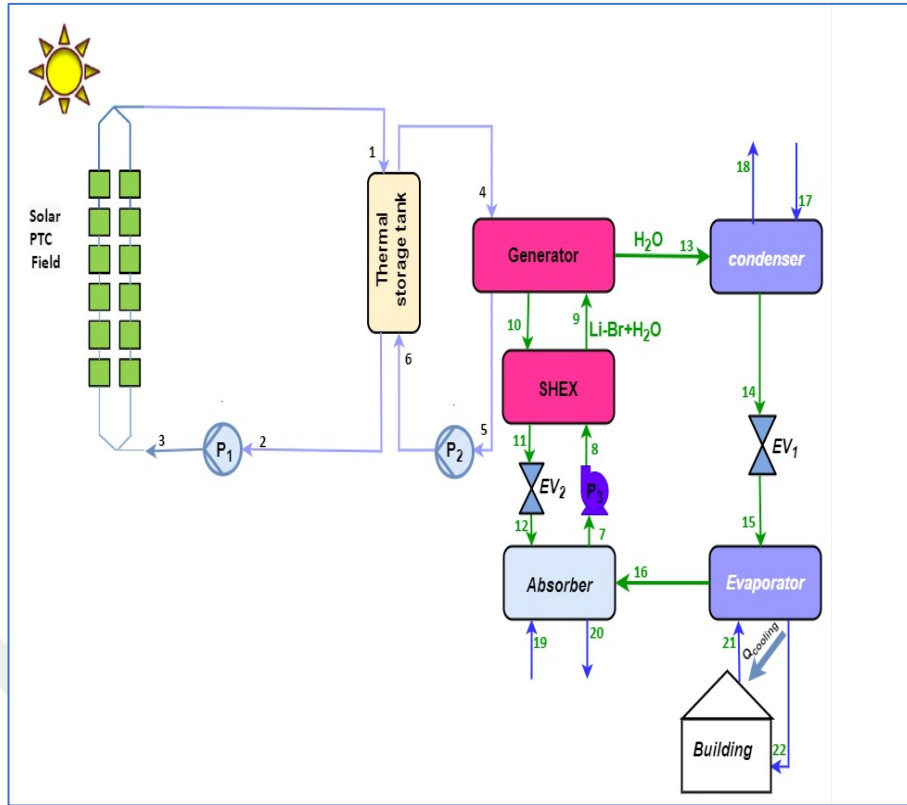 Solar
PTC
Field
1
Thermal
storage tank
4
18
17
Generator
H2O
13
condenser
10
9
Li-Br+H2O
6
SHEX
14
3
P1
2
5
P2
11
8
EV1
EV2
P3
12
7
15
Absorber
16
Evaporator
19
20
21
Qcooling
Building
22